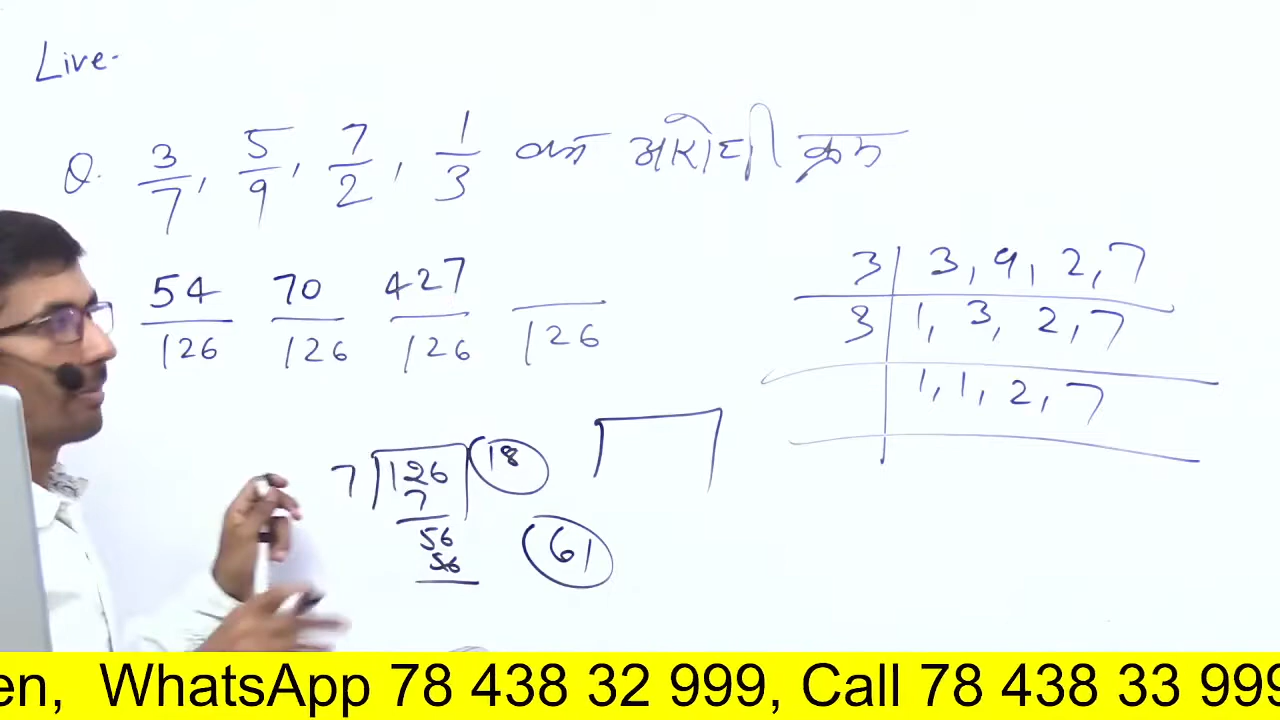 Live-
Q. 3/7, 5/9, 7/2, 1/3 का आरोही क्रम
54/126 70/126 427/126 /126
3 | 3, 9, 2, 7
3 | 1, 3, 2, 7
1, 1, 2, 7
7 126 18
7
56
56
61
en, WhatsApp 78 438 32 999, Call 78 438 33 999